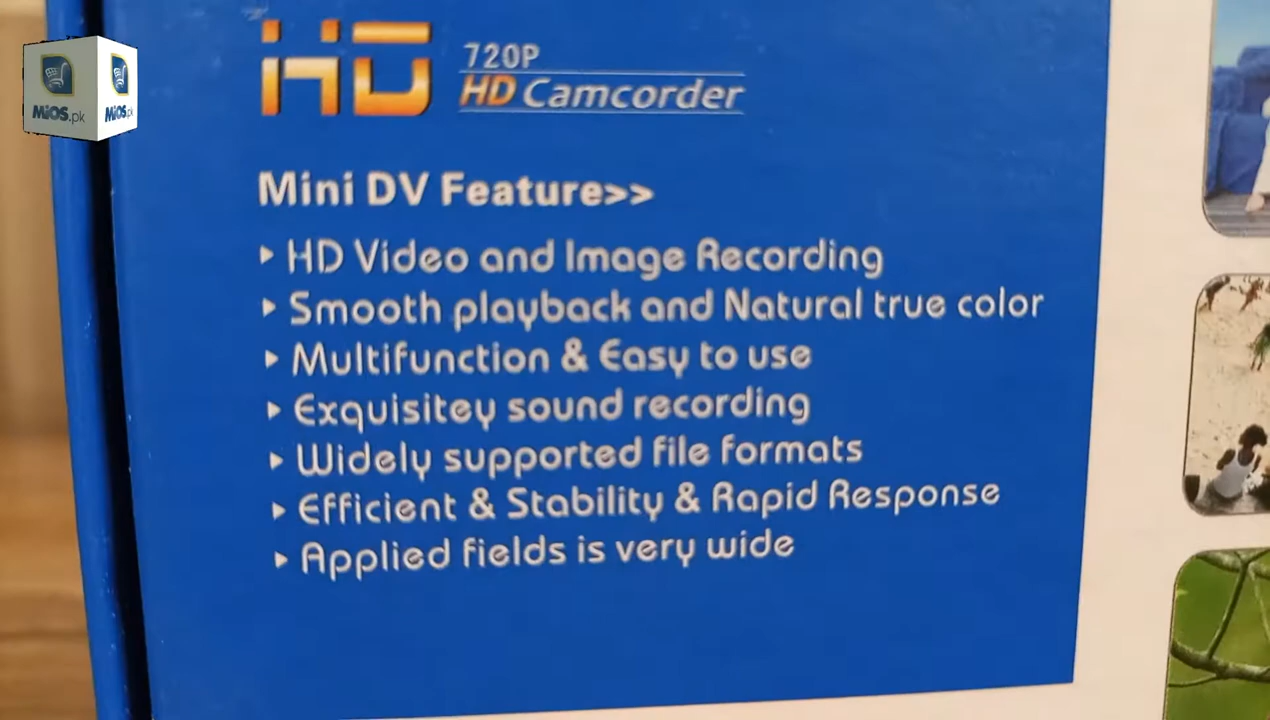 MiOS.pk
MiOS.pk
HD
720P
HD Camcorder
Mini DV Feature>>
HD Video and Image Recording
Smooth playback and Natural true color
Multifunction & Easy to use
Exquisitey sound recording
Widely supported file formats
Efficient & Stability & Rapid Response
Applied fields is very wide